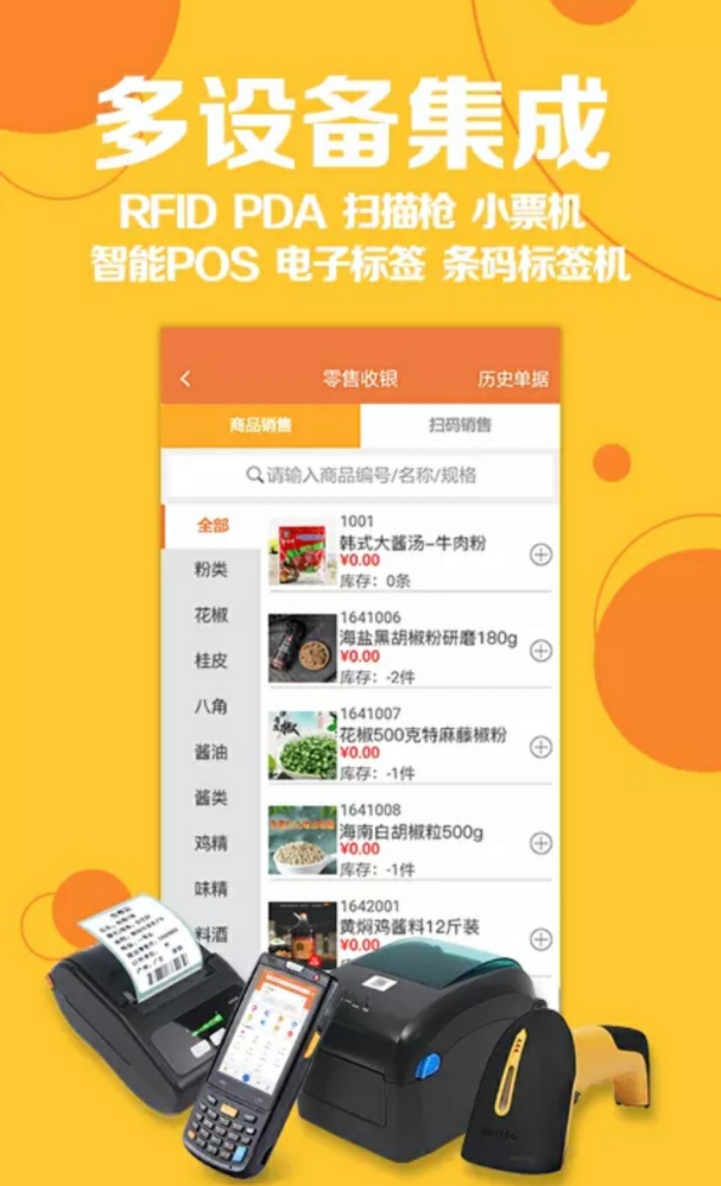 多设备集成
RFID PDA 扫描枪 小票机
智能POS 电子标签 条码标签机
零售收银
历史单据
商品销售
扫码销售
请输入商品编号/名称/规格
全部
粉类
花椒
桂皮
八角
酱油
酱类
鸡精
味精
料酒
1001
韩式大酱汤-牛肉粉
¥0.00
库存：0条
1641006
海盐黑胡椒粉研磨180g
¥0.00
库存：-2件
1641007
花椒500克特麻藤椒粉
¥0.00
库存：-1件
1641008
海南白胡椒粒500g
¥0.00
库存：-1件
1642001
黄焖鸡酱料12斤装